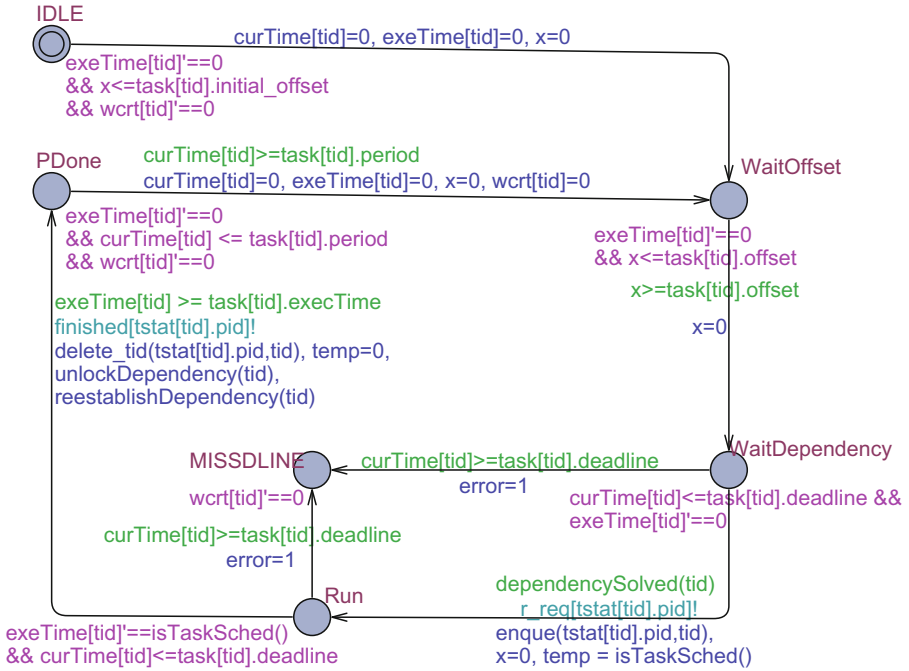 IDLE
curTime[tid]=0, exeTime[tid]=0, x=0
exeTime[tid]'==0
&& x<=task[tid].initial_offset
&& wcrt[tid]'==0
PDone
curTime[tid]>=task[tid].period
curTime[tid]=0, exeTime[tid]=0, x=0, wcrt[tid]=0
WaitOffset
exeTime[tid]'==0
&& curTime[tid] <= task[tid].period
&& wcrt[tid]'==0
exeTime[tid]'==0
&& x<=task[tid].offset
x>=task[tid].offset
x=0
exeTime[tid] >= task[tid].execTime
finished[tstat[tid].pid]!
delete_tid(tstat[tid].pid,tid), temp=0,
unlockDependency(tid),
reestablishDependency(tid)
MISSDLINE
curTime[tid]>=task[tid].deadline
error=1
WaitDependency
wcrt[tid]'==0
curTime[tid]<=task[tid].deadline &&
exeTime[tid]'==0
curTime[tid]>=task[tid].deadline
error=1
Run
dependencySolved(tid)
r_req[tstat[tid].pid]!
enque(tstat[tid].pid,tid),
x=0, temp = isTaskSched()
exeTime[tid]'==isTaskSched()
&& curTime[tid]<=task[tid].deadline